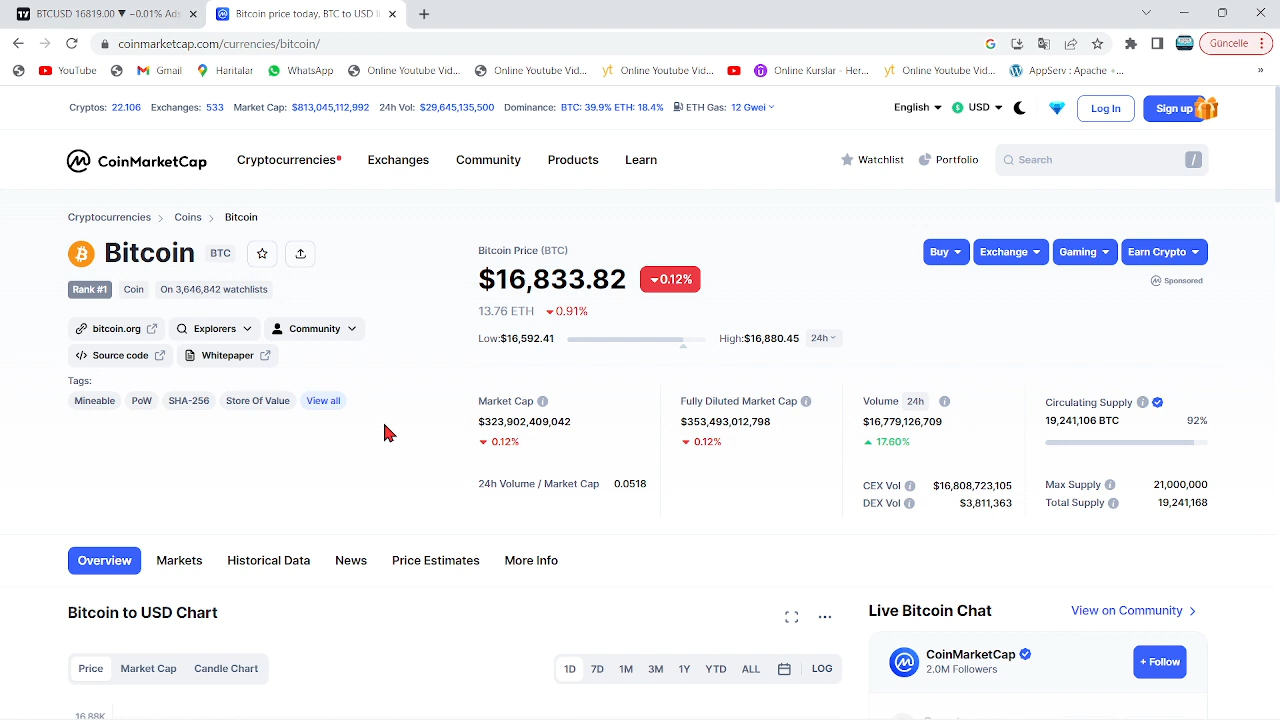 BTCUSD 16819.00 ▼ −0.01% Ads
Bitcoin price today, BTC to USD li
coinmarketcap.com/currencies/bitcoin/
Güncelle
YouTube
Gmail
Haritalar
WhatsApp
Online Youtube Vid...
Online Youtube Vid...
Online Youtube Vid...
Online Kurslar - Her...
Online Youtube Vid...
AppServ : Apache +...
»
Cryptos: 22.106 Exchanges: 533 Market Cap: $813,045,112,992 24h Vol: $29,645,135,500 Dominance: BTC: 39.9% ETH: 18.4% ETH Gas: 12 Gwei
English USD Log In Sign up
CoinMarketCap Cryptocurrencies Exchanges Community Products Learn Watchlist Portfolio Search /
Cryptocurrencies > Coins > Bitcoin
Bitcoin BTC
Rank #1 Coin On 3,646,842 watchlists
bitcoin.org Explorers Community
Source code Whitepaper
Tags:
Mineable PoW SHA-256 Store Of Value View all
Bitcoin Price (BTC)
$16,833.82 0.12%
13.76 ETH 0.91%
Low:$16,592.41 High:$16,880.45 24h
Buy Exchange Gaming Earn Crypto
Sponsored
Market Cap
$323,902,409,042
0.12%
24h Volume / Market Cap 0.0518
Fully Diluted Market Cap
$353,493,012,798
0.12%
Volume 24h
$16,779,126,709
17.60%
CEX Vol $16,808,723,105
DEX Vol $3,811,363
Circulating Supply
19,241,106 BTC 92%
Max Supply 21,000,000
Total Supply 19,241,168
Overview Markets Historical Data News Price Estimates More Info
Bitcoin to USD Chart
Price Market Cap Candle Chart
1D 7D 1M 3M 1Y YTD ALL LOG
16.88K
Live Bitcoin Chat View on Community >
CoinMarketCap
2.0M Followers
+ Follow